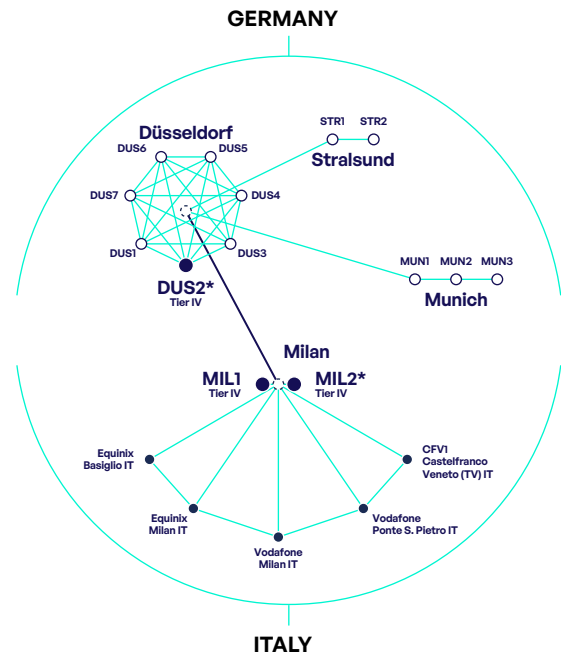 GERMANY
STR1 STR2
Düsseldorf
DUS6 DUS5
Stralsund
DUS7 DUS4
DUS1 DUS3
MUN1 MUN2 MUN3
DUS2*
Tier IV
Munich
Milan
MIL1 MIL2*
Tier IV Tier IV
Equinix
Basiglio IT
CFV1
Castelfranco
Veneto (TV) IT
Equinix
Milan IT
Vodafone
Ponte S. Pietro IT
Vodafone
Milan IT
ITALY